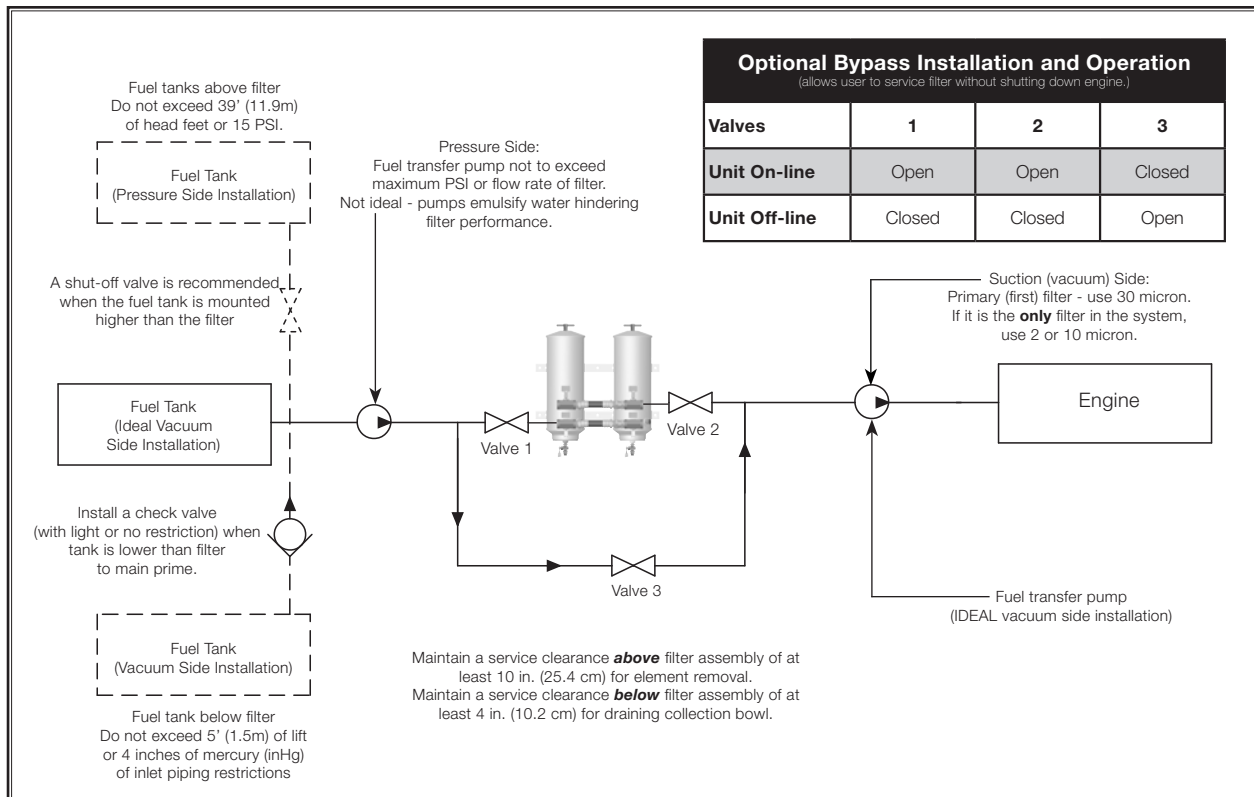 Fuel tanks above filter
Do not exceed 39’ (11.9m)
of head feet or 15 PSI.
Fuel Tank
(Pressure Side Installation)
A shut-off valve is recommended
when the fuel tank is mounted
higher than the filter
Fuel Tank
(Ideal Vacuum
Side Installation)
Install a check valve
(with light or no restriction) when
tank is lower than filter
to main prime.
Fuel Tank
(Vacuum Side Installation)
Fuel tank below filter
Do not exceed 5’ (1.5m) of lift
or 4 inches of mercury (inHg)
of inlet piping restrictions
Pressure Side:
Fuel transfer pump not to exceed
maximum PSI or flow rate of filter.
Not ideal - pumps emulsify water hindering
filter performance.
Valve 1
Valve 2
Valve 3
Maintain a service clearance above filter assembly of at
least 10 in. (25.4 cm) for element removal.
Maintain a service clearance below filter assembly of at
least 4 in. (10.2 cm) for draining collection bowl.
Optional Bypass Installation and Operation
(allows user to service filter without shutting down engine.)
Valves 1 2 3
Unit On-line Open Open Closed
Unit Off-line Closed Closed Open
Suction (vacuum) Side:
Primary (first) filter - use 30 micron.
If it is the only filter in the system,
use 2 or 10 micron.
Engine
Fuel transfer pump
(IDEAL vacuum side installation)